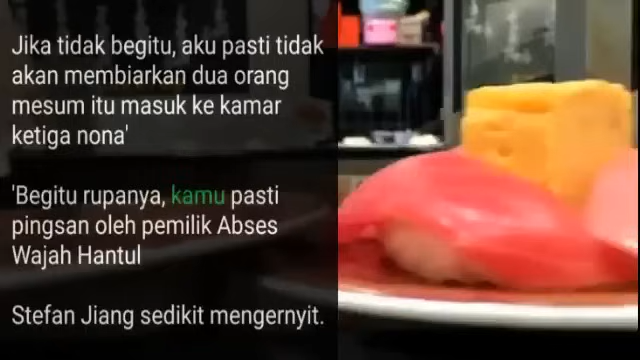 Jika tidak begitu, aku pasti tidak
akan membiarkan dua orang
mesum itu masuk ke kamar
ketiga nona'
'Begitu rupanya, kamu pasti
pingsan oleh pemilik Abses
Wajah Hantul
Stefan Jiang sedikit mengernyit.